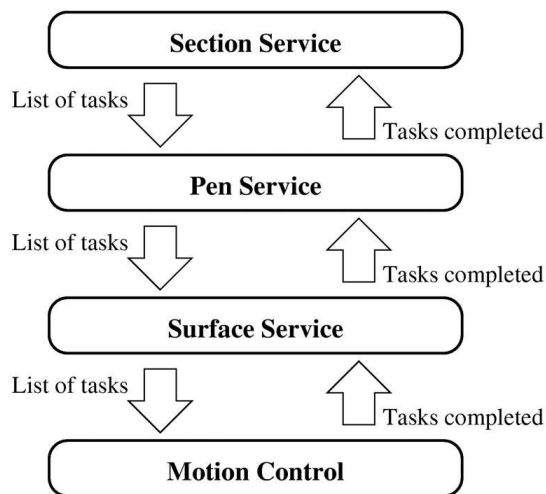 Section Service
List of tasks
Tasks completed
Pen Service
List of tasks
Tasks completed
Surface Service
List of tasks
Tasks completed
Motion Control